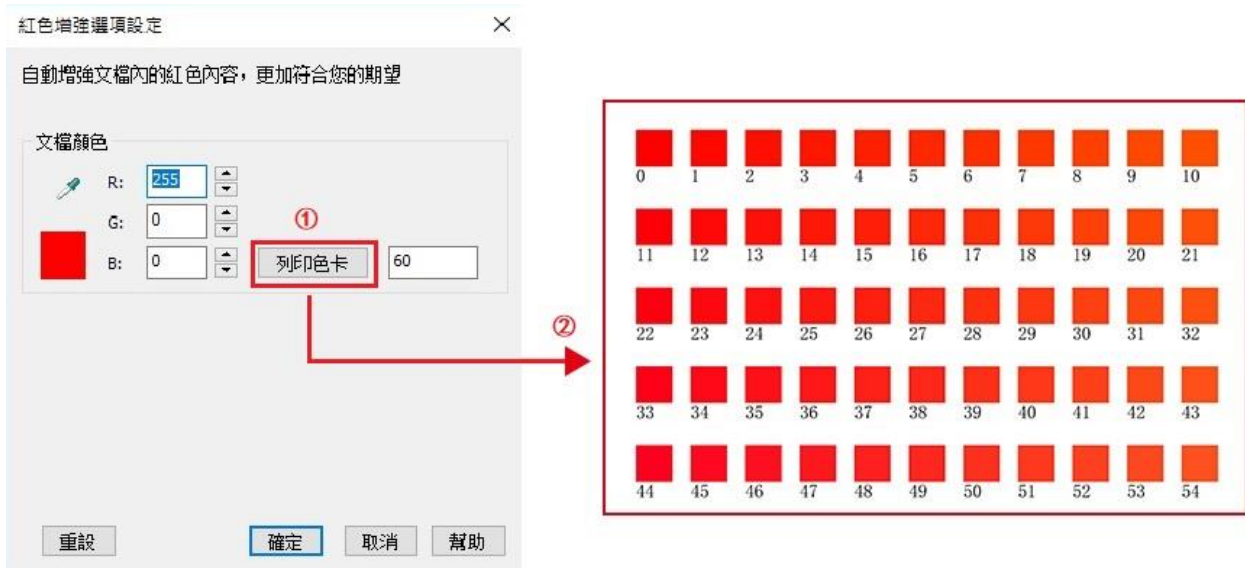 紅色增強選項設定
自動增強文檔內的紅色內容，更加符合您的期望
文檔顏色
R: 255
G: 0
①
B: 0 列印色卡 60
②
重設 確定 取消 幫助
0 1 2 3 4 5 6 7 8 9 10
11 12 13 14 15 16 17 18 19 20 21
22 23 24 25 26 27 28 29 30 31 32
33 34 35 36 37 38 39 40 41 42 43
44 45 46 47 48 49 50 51 52 53 54